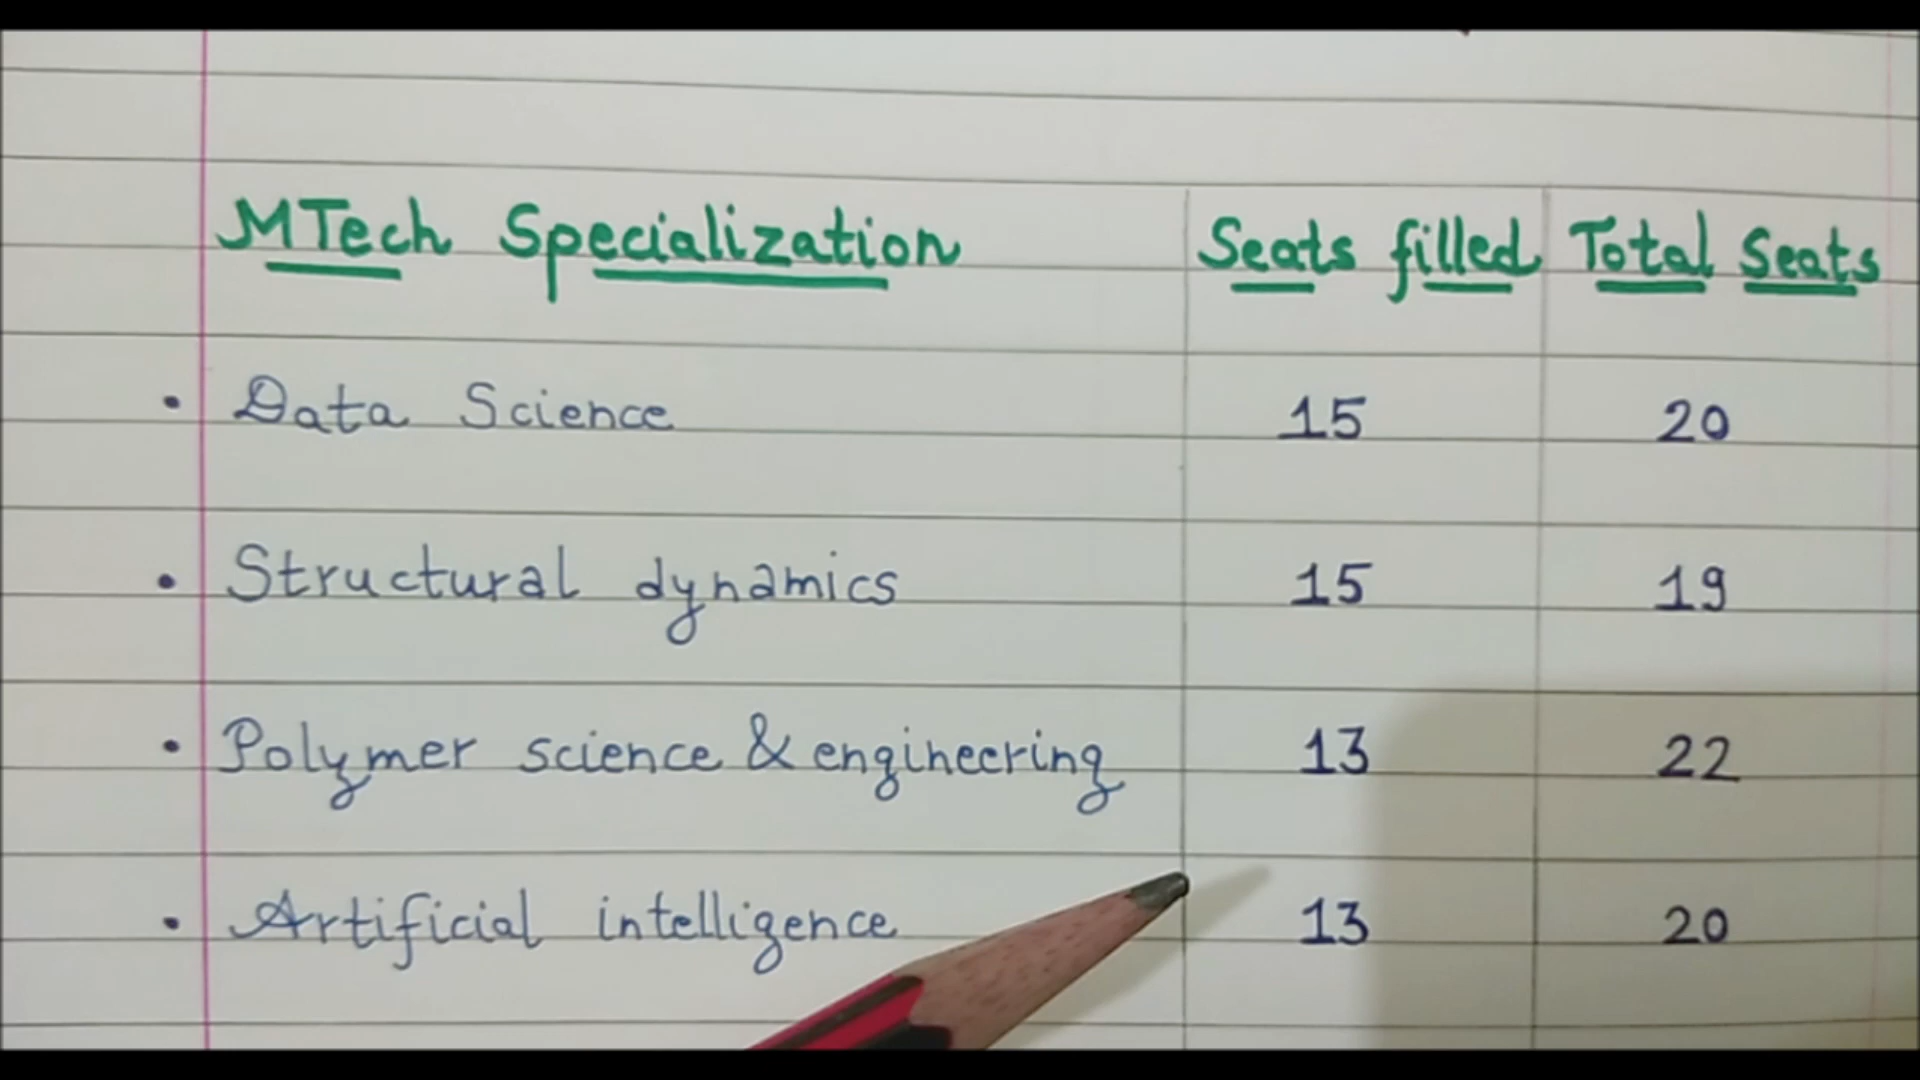 MTech Specialization Seats filled Total Seats
• Data Science 15 20
• Structural dynamics 15 19
• Polymer science & engineering 13 22
• Artificial intelligence 13 20